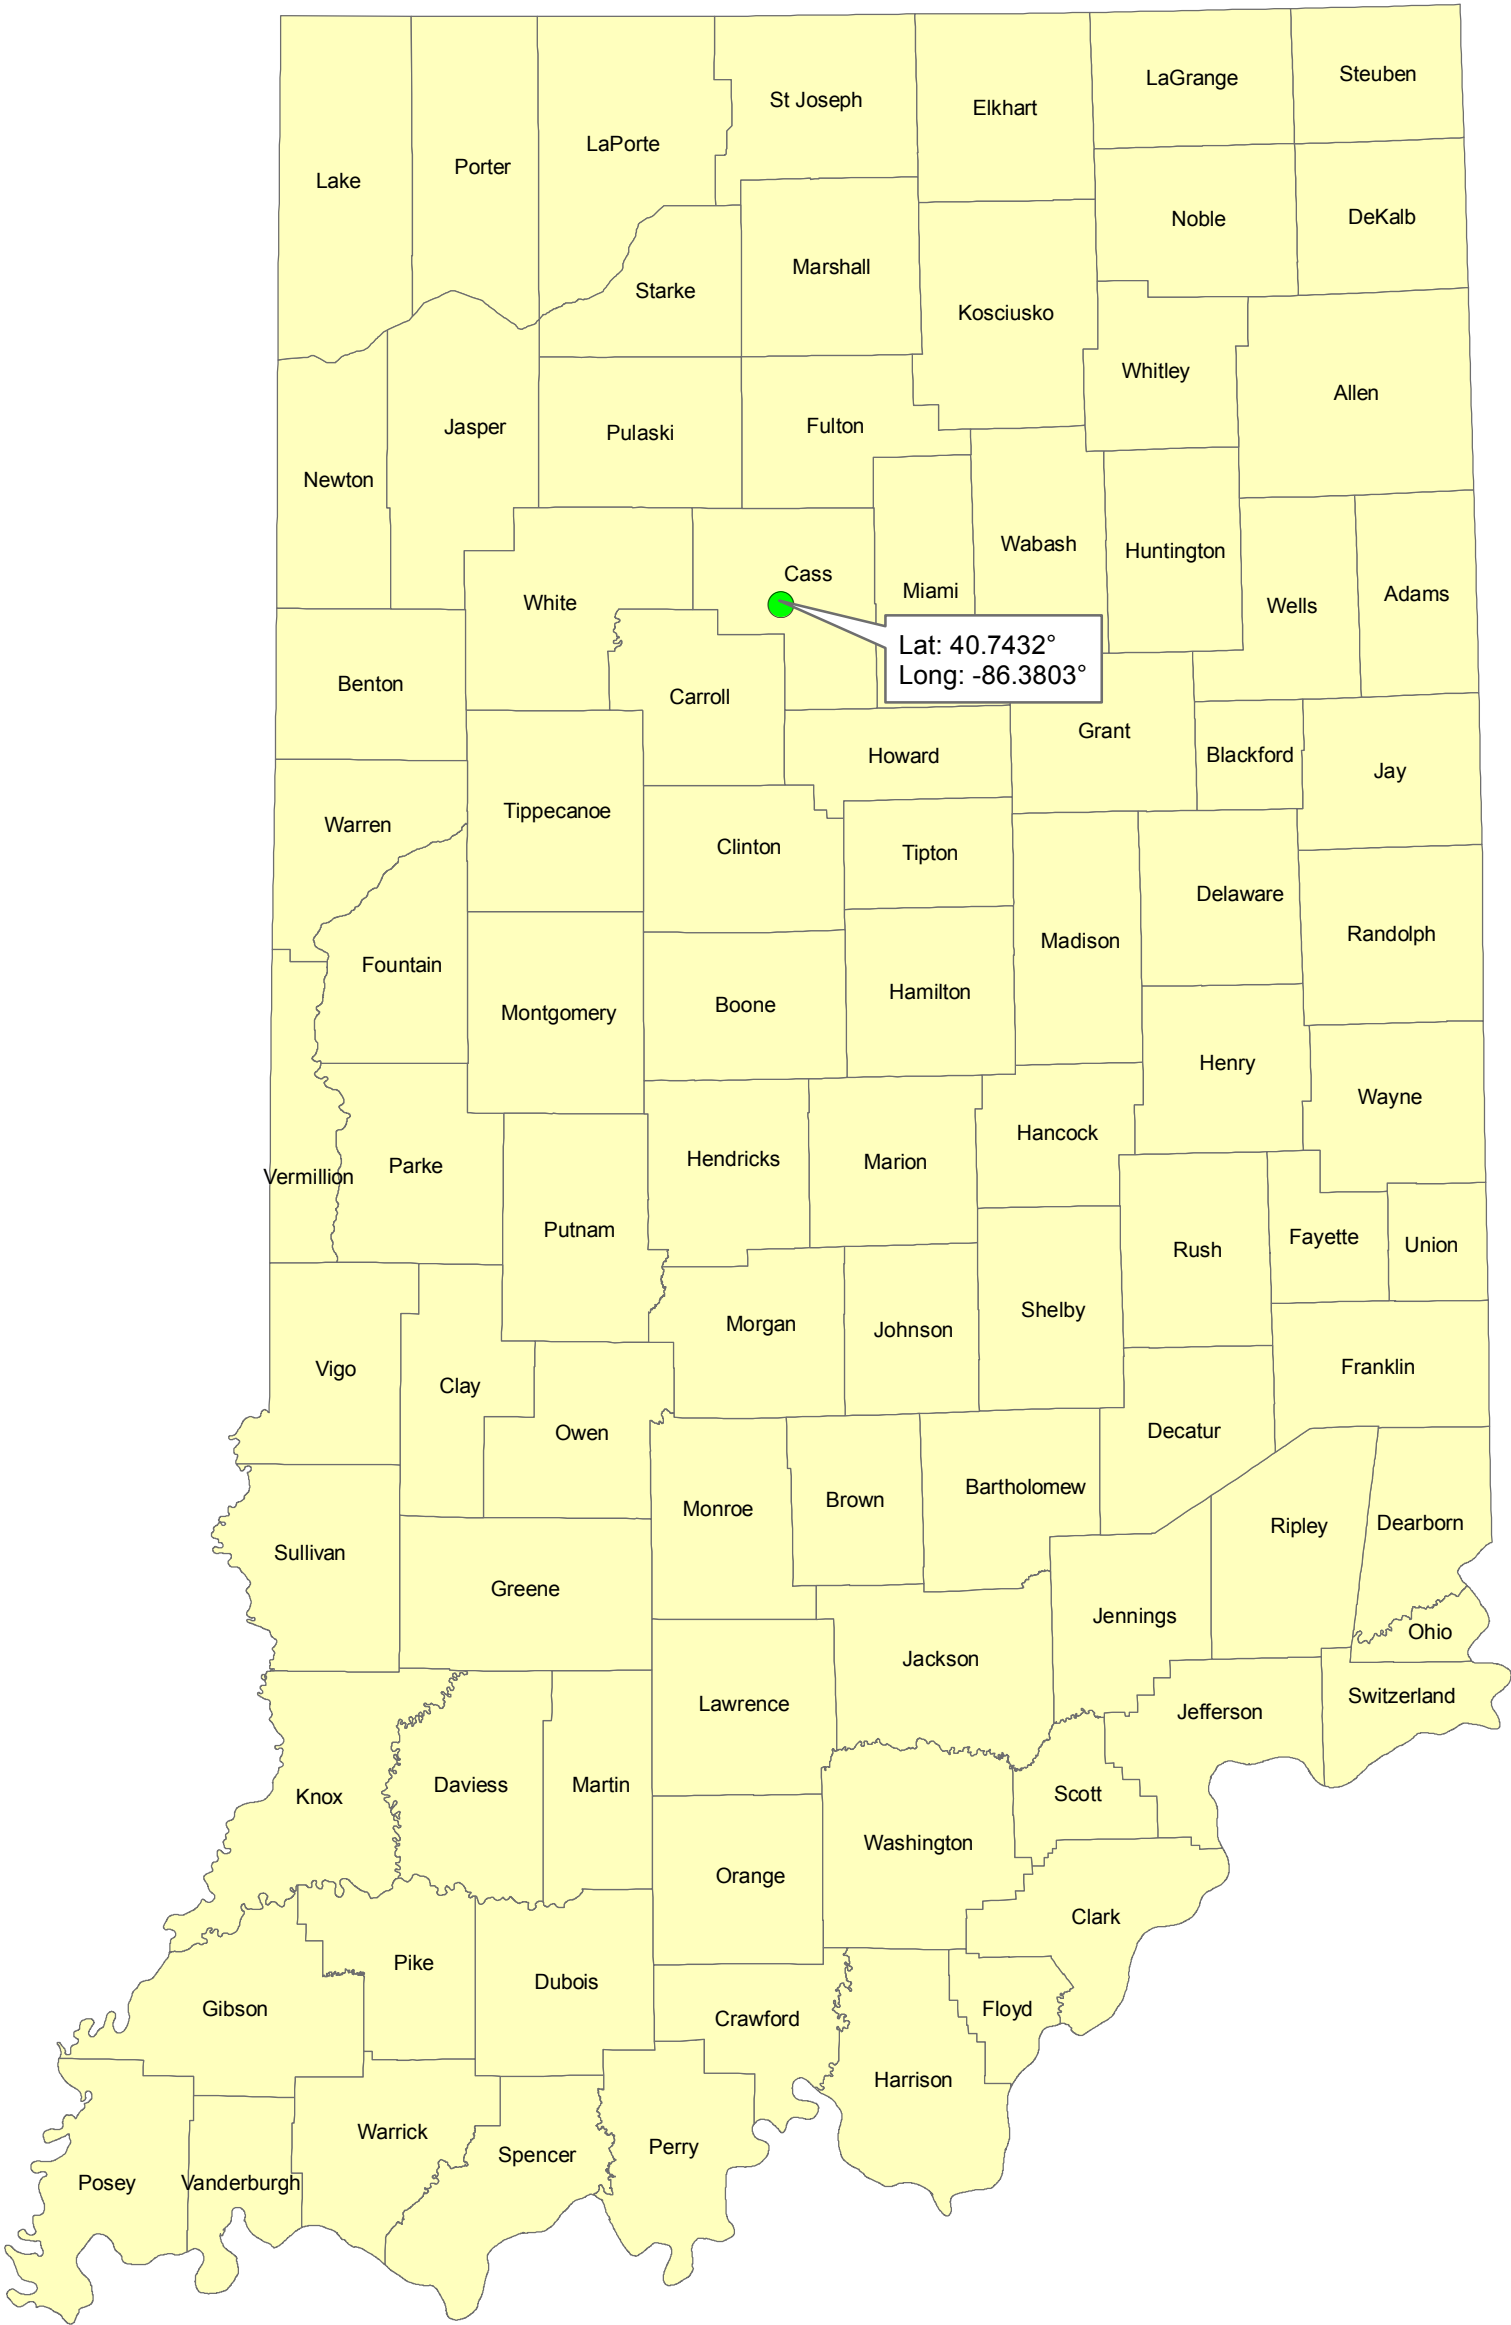 Steuben
LaGrange
St Joseph
Elkhart
LaPorte
Porter
Lake
DeKalb
Noble
Marshall
Starke
Kosciusko
Whitley
Allen
Fulton
Jasper
Pulaski
Newton
Wabash
Huntington
Cass
Miami
Adams
White
Wells
Lat: 40.7432°
Long: -86.3803°
Benton
Carroll
Grant
Howard
Blackford
Jay
Tippecanoe
Warren
Clinton
Tipton
Delaware
Randolph
Madison
Fountain
Hamilton
Boone
Montgomery
Henry
Wayne
Hancock
Hendricks
Marion
Parke
Vermillion
Putnam
Fayette
Union
Rush
Shelby
Morgan
Johnson
Franklin
Vigo
Clay
Decatur
Owen
Bartholomew
Brown
Monroe
Dearborn
Ripley
Sullivan
Greene
Jennings
Ohio
Jackson
Switzerland
Lawrence
Jefferson
Daviess
Martin
Scott
Knox
Washington
Orange
Clark
Pike
Dubois
Gibson
Floyd
Crawford
Harrison
Warrick
Perry
Spencer
Posey
Vanderburgh